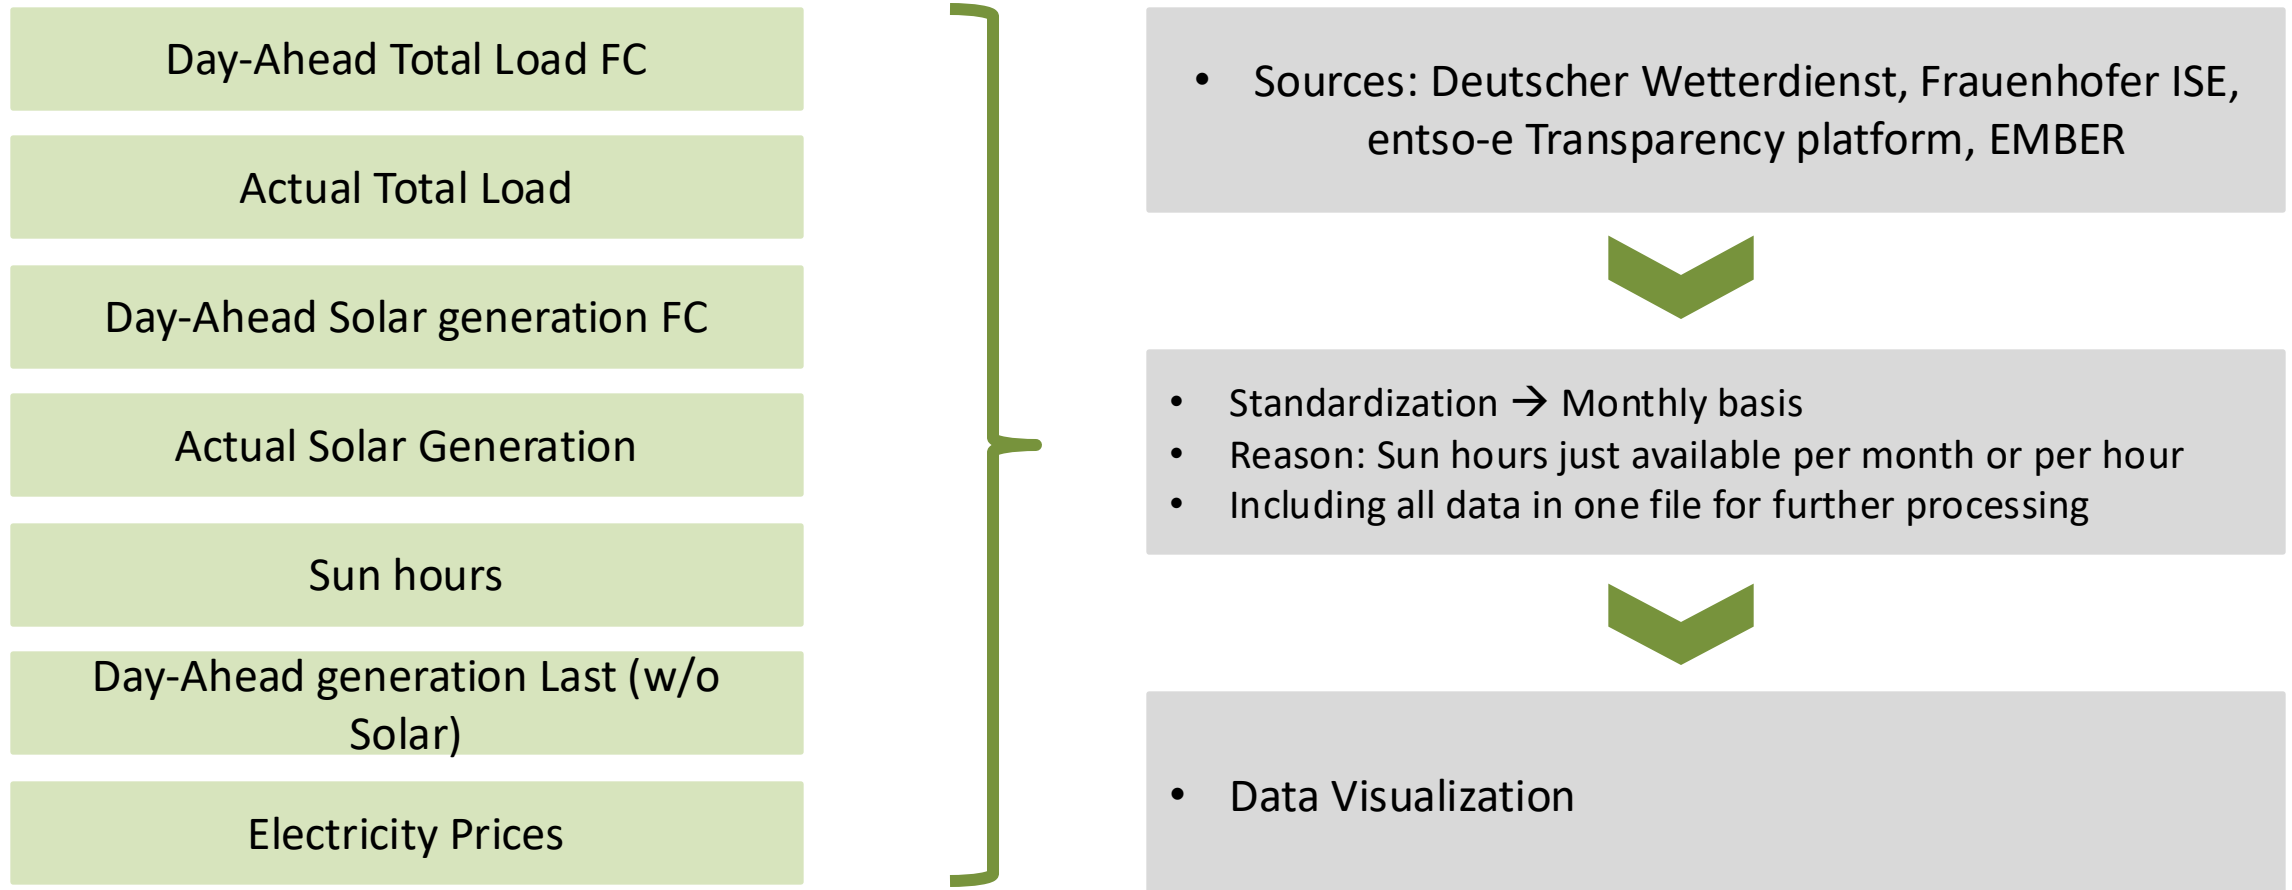 Day-Ahead Total Load FC
Actual Total Load
Day-Ahead Solar generation FC
Actual Solar Generation
Sun hours
Day-Ahead generation Last (w/o
Solar)
Electricity Prices
• Sources: Deutscher Wetterdienst, Frauenhofer ISE,
entso-e Transparency platform, EMBER
• Standardization → Monthly basis
• Reason: Sun hours just available per month or per hour
• Including all data in one file for further processing
• Data Visualization